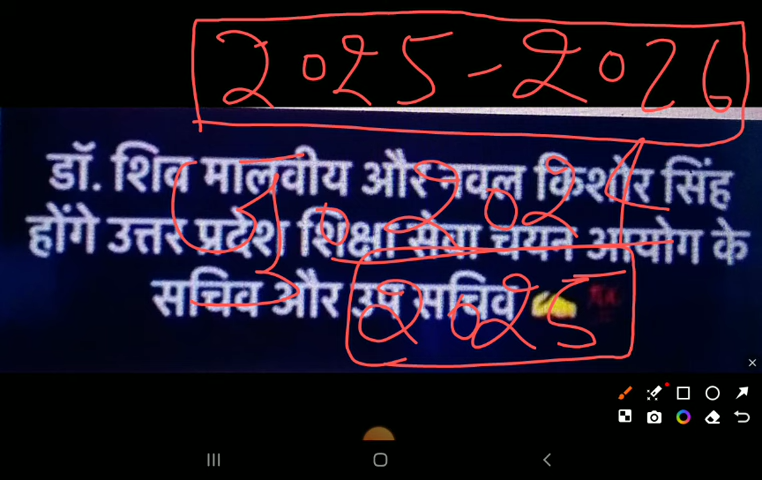 2025-2026
डॉ. शिव मालवीय और नवल किशोर सिंह
होंगे उत्तर प्रदेश शिक्षा सेवा चयन आयोग के
सचिव और उप सचिव
2024
2025